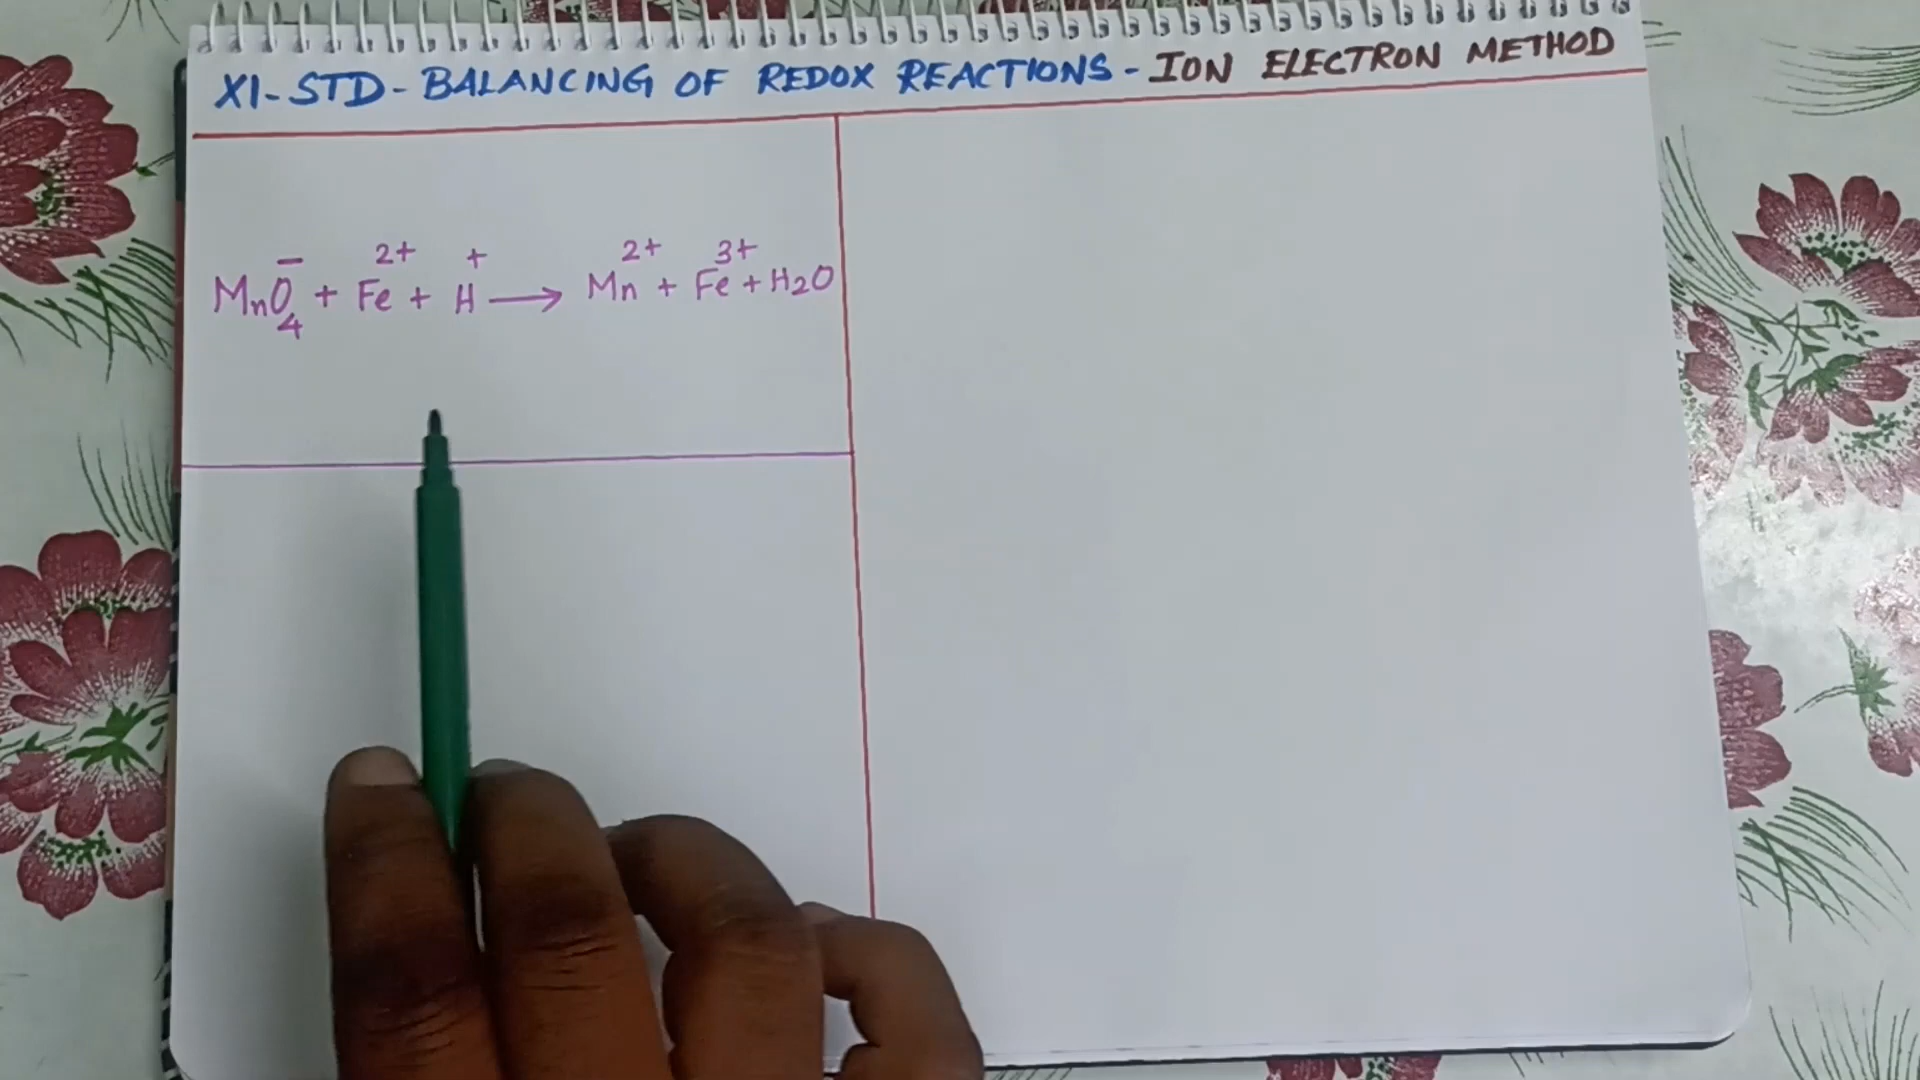 XI-STD-BALANCING OF REDOX REACTIONS - ION ELECTRON METHOD
MnO₄⁻ + Fe²⁺ + H⁺ ⟶ Mn²⁺ + Fe³⁺ + H₂O